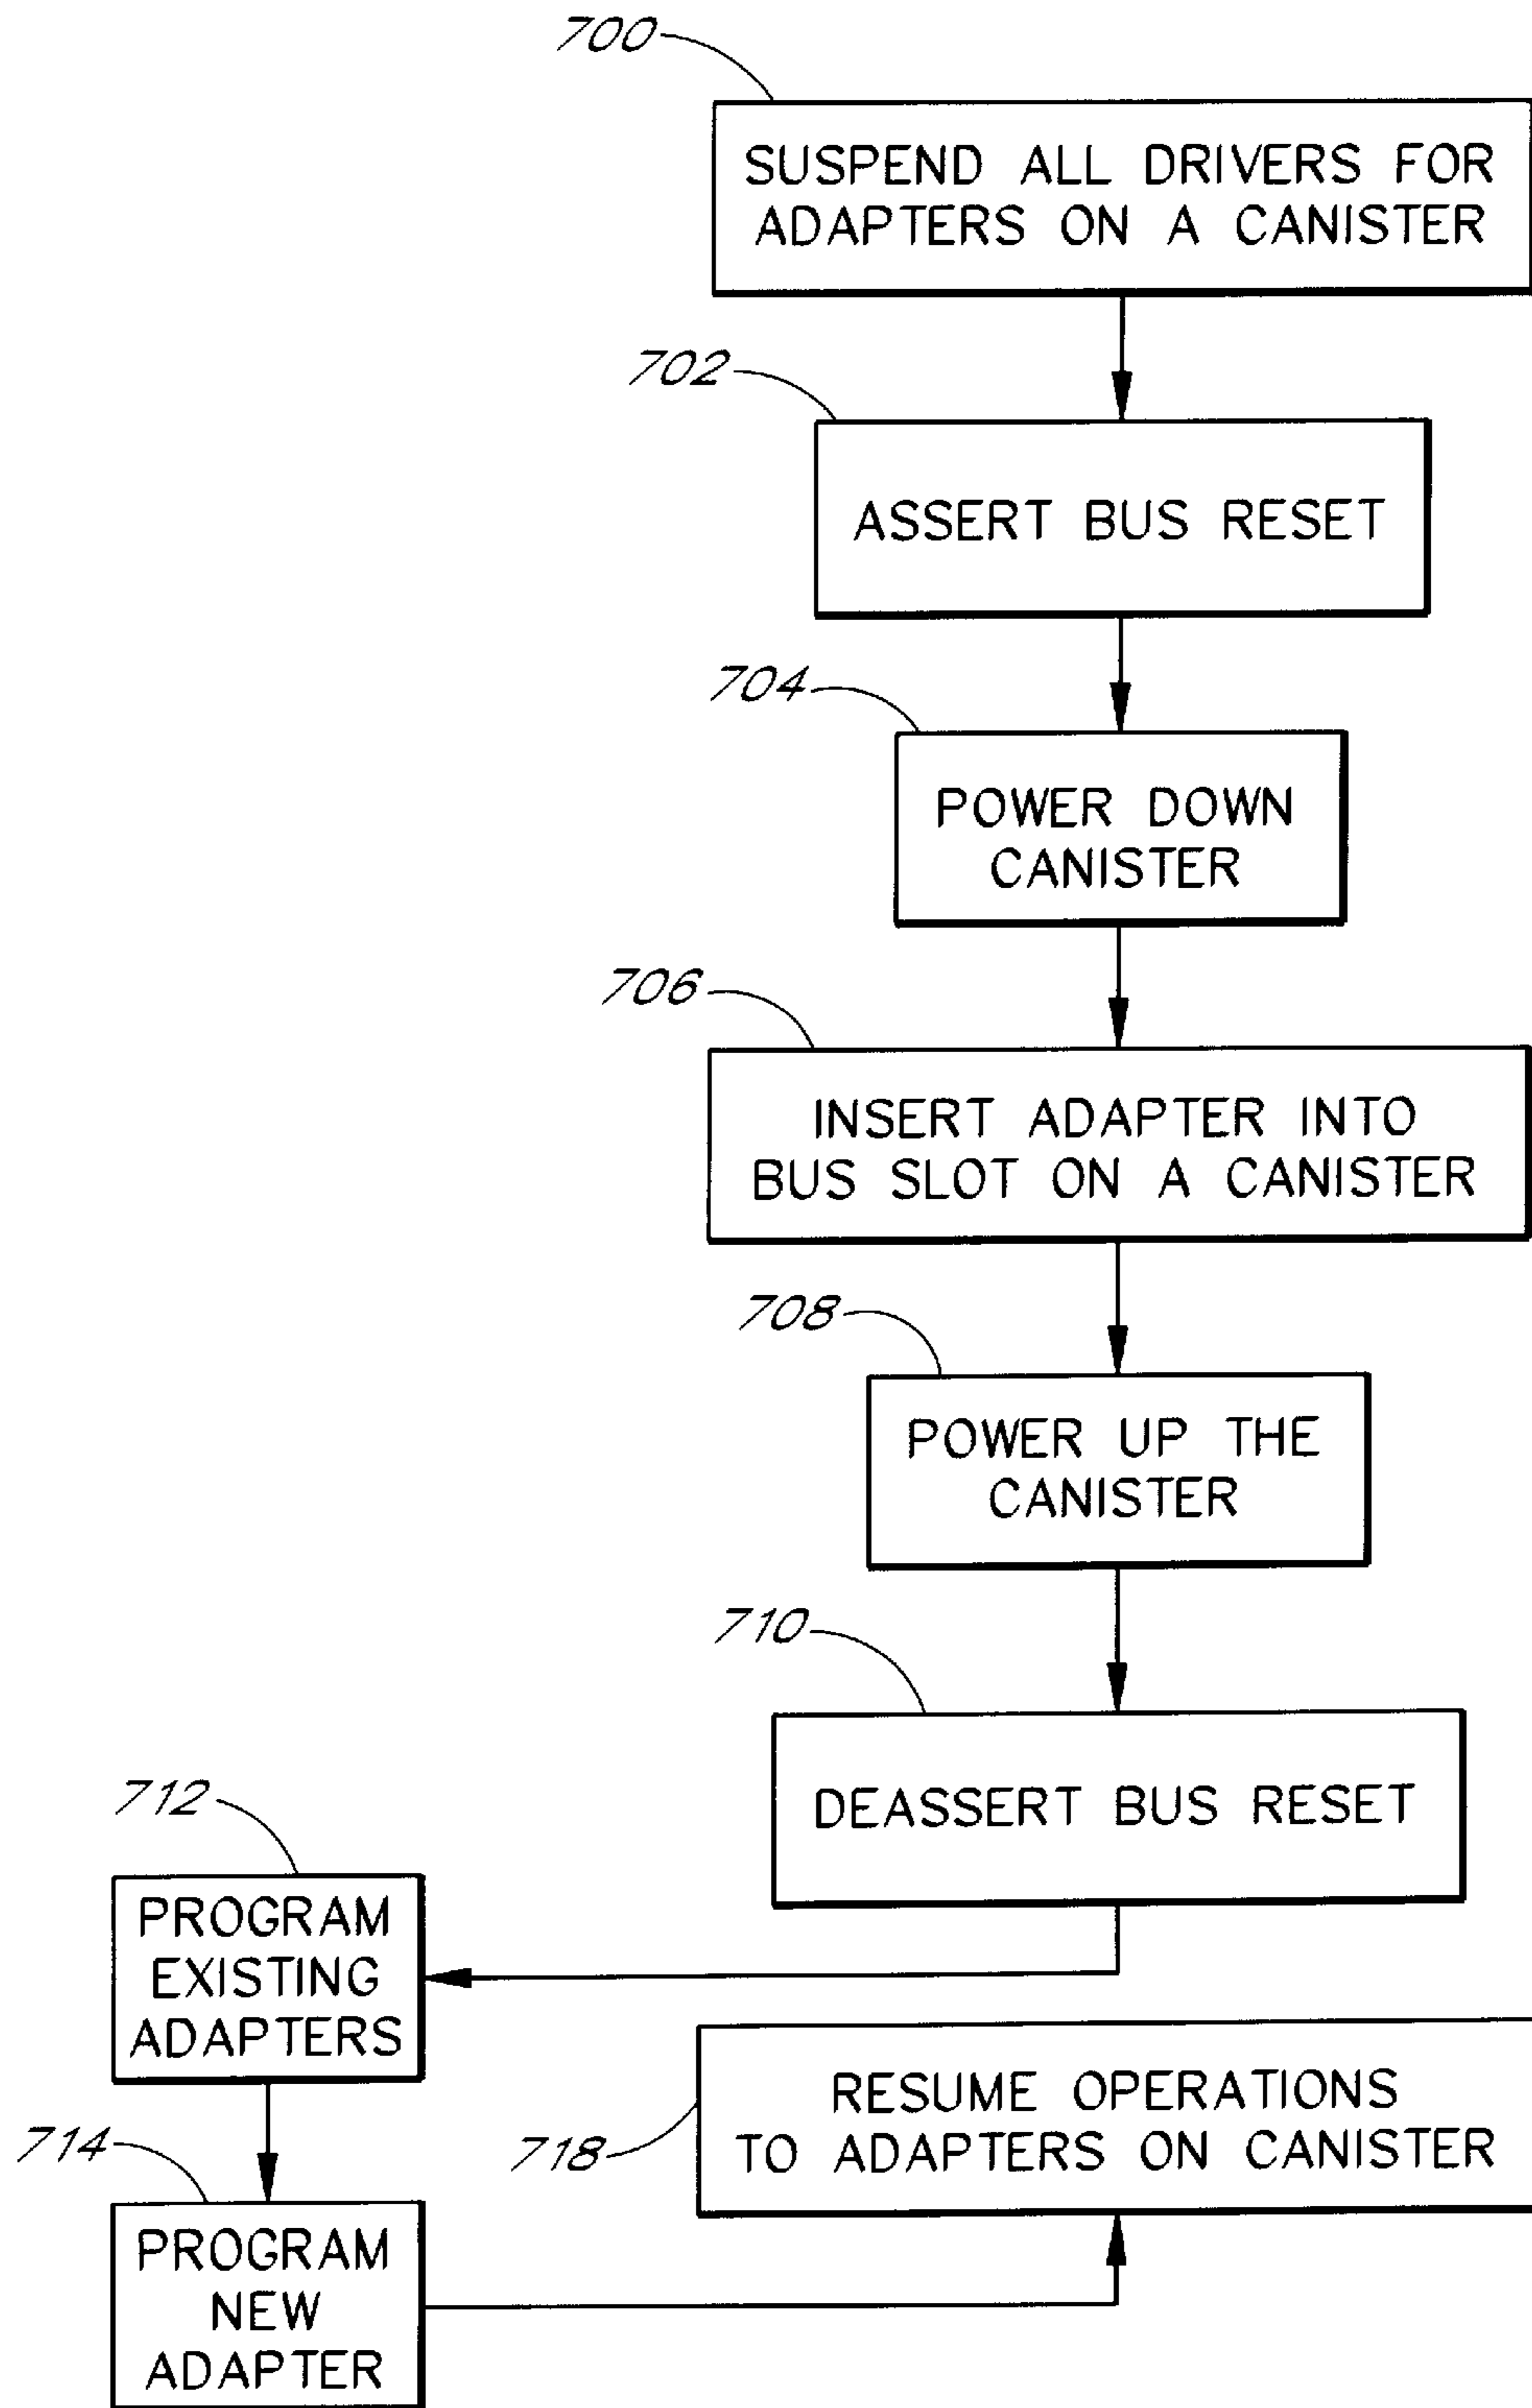 700
SUSPEND ALL DRIVERS FOR
ADAPTERS ON A CANISTER
702
ASSERT BUS RESET
704
POWER DOWN
CANISTER
706
INSERT ADAPTER INTO
BUS SLOT ON A CANISTER
708
POWER UP THE
CANISTER
710
DEASSERT BUS RESET
712
PROGRAM
EXISTING
ADAPTERS
714
PROGRAM
NEW
ADAPTER
718
RESUME OPERATIONS
TO ADAPTERS ON CANISTER